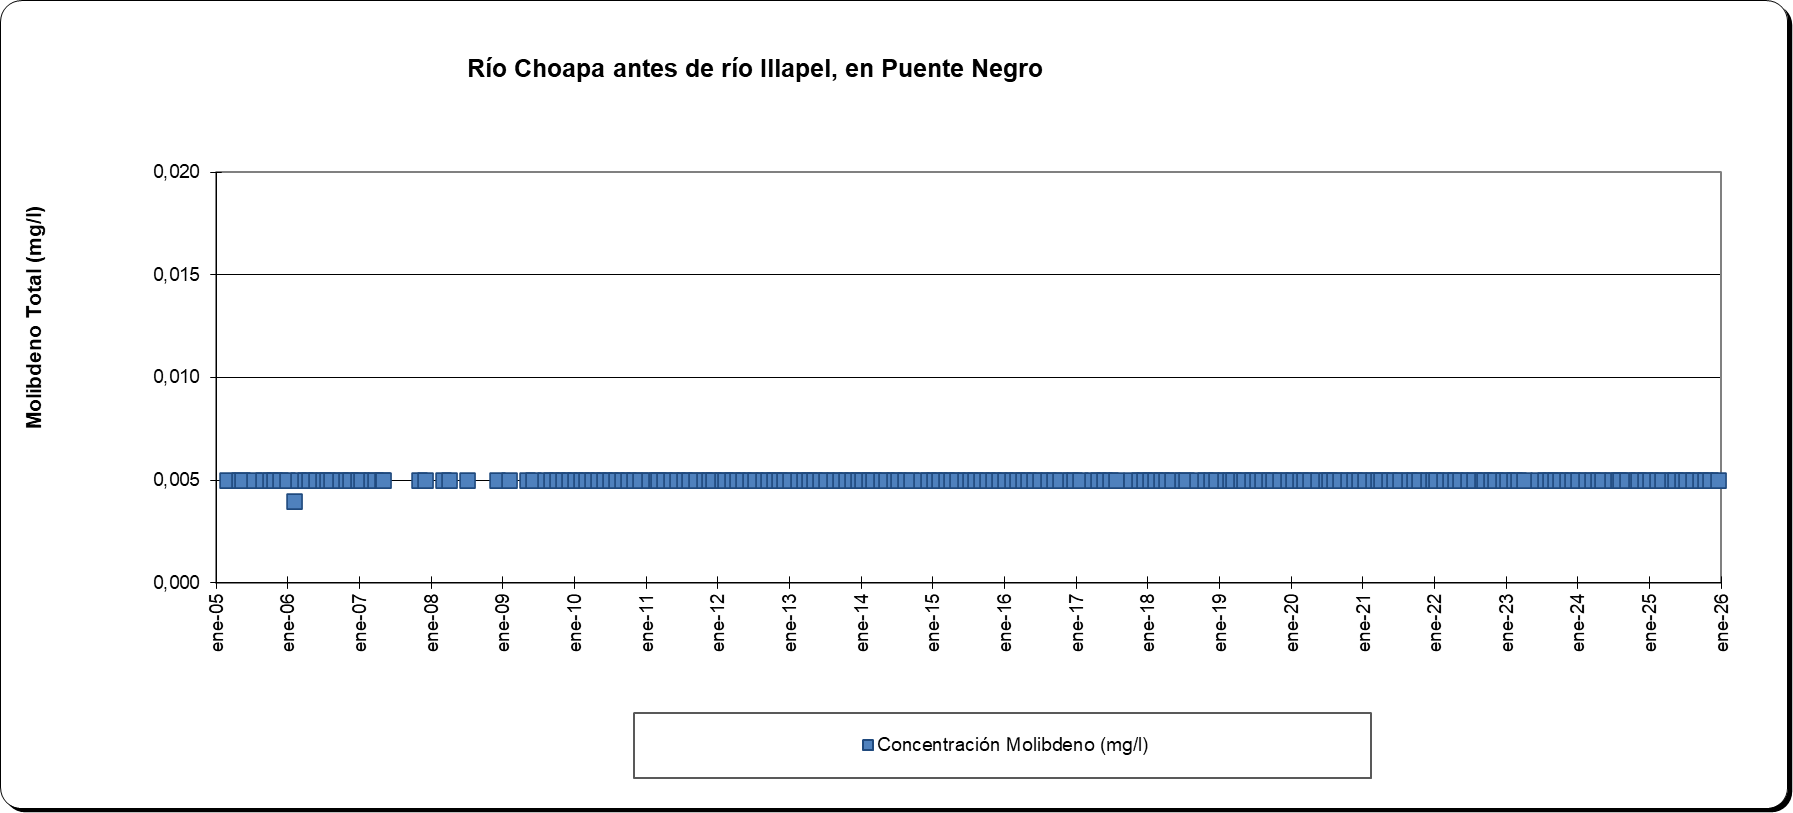 Río Choapa antes de río Illapel, en Puente Negro
Molibdeno Total (mg/l)
0,020
0,015
0,010
0,005
0,000
ene-05
ene-06
ene-07
ene-08
ene-09
ene-10
ene-11
ene-12
ene-13
ene-14
ene-15
ene-16
ene-17
ene-18
ene-19
ene-20
ene-21
ene-22
ene-23
ene-24
ene-25
ene-26
Concentración Molibdeno (mg/l)